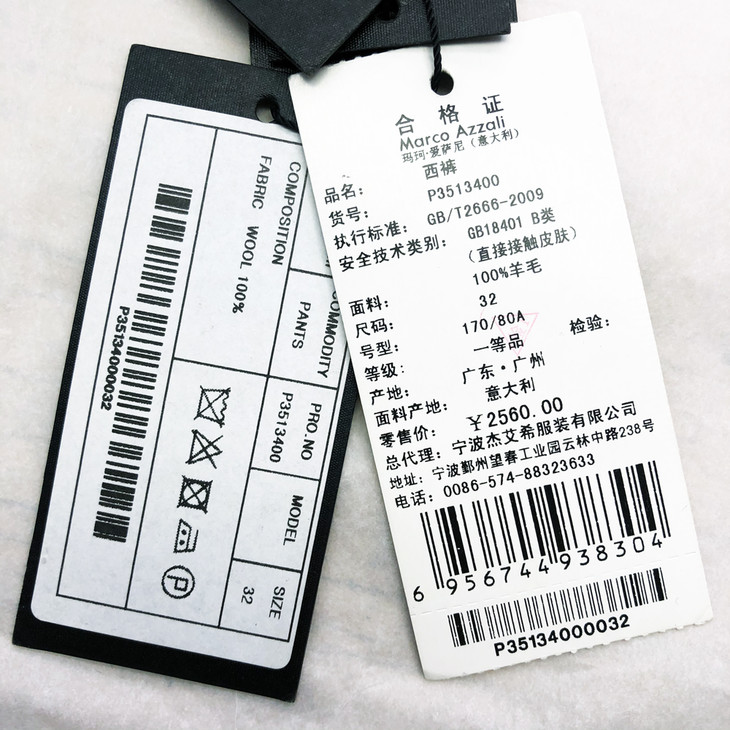 COMPOSITION
FABRIC WOOL 100%
COMMODITY
PANTS
PRO.NO
P3513400
MODEL
SIZE
32
P35134000032
P
合格证
Marco Azzali
玛珂·爱萨尼（意大利）
品名： 西裤
货号： P3513400
执行标准： GB/T2666-2009
安全技术类别： GB18401 B类
（直接接触皮肤）
面料： 100%羊毛
尺码： 32
号型： 170/80A
等级： 一等品 检验：
产地： 广东·广州
面料产地： 意大利
零售价： ￥2560.00
总代理：宁波杰艾希服装有限公司
地址：宁波鄞州望春工业园云林中路238号
电话：0086-574-88323633
6 956744 938304
P35134000032